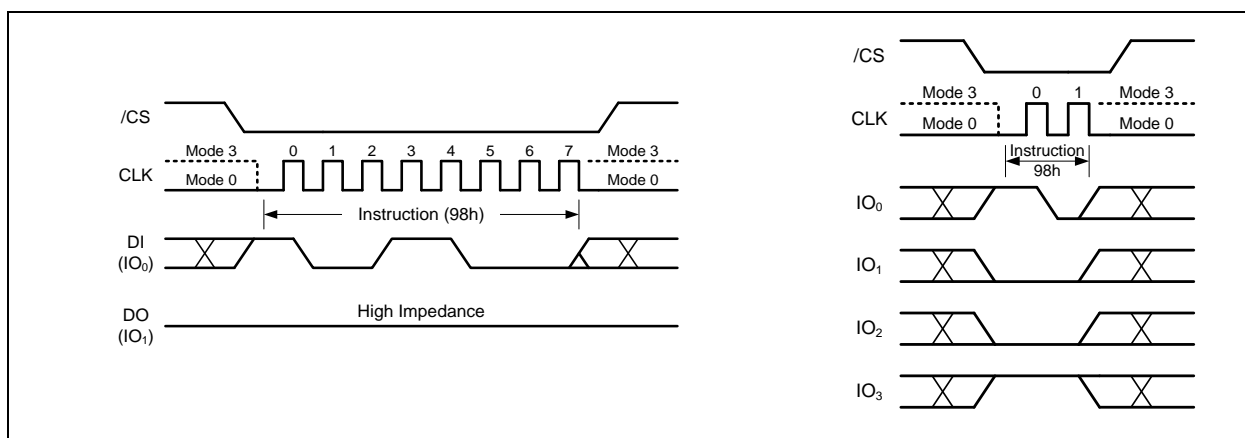 /CS
Mode 3
0 1 2 3 4 5 6 7
Mode 3
CLK
Mode 0
Mode 0
Instruction (98h)
DI
(IO₀)
High Impedance
DO
(IO₁)
/CS
Mode 3
0 1
Mode 3
CLK
Mode 0
Mode 0
Instruction
98h
IO₀
IO₁
IO₂
IO₃